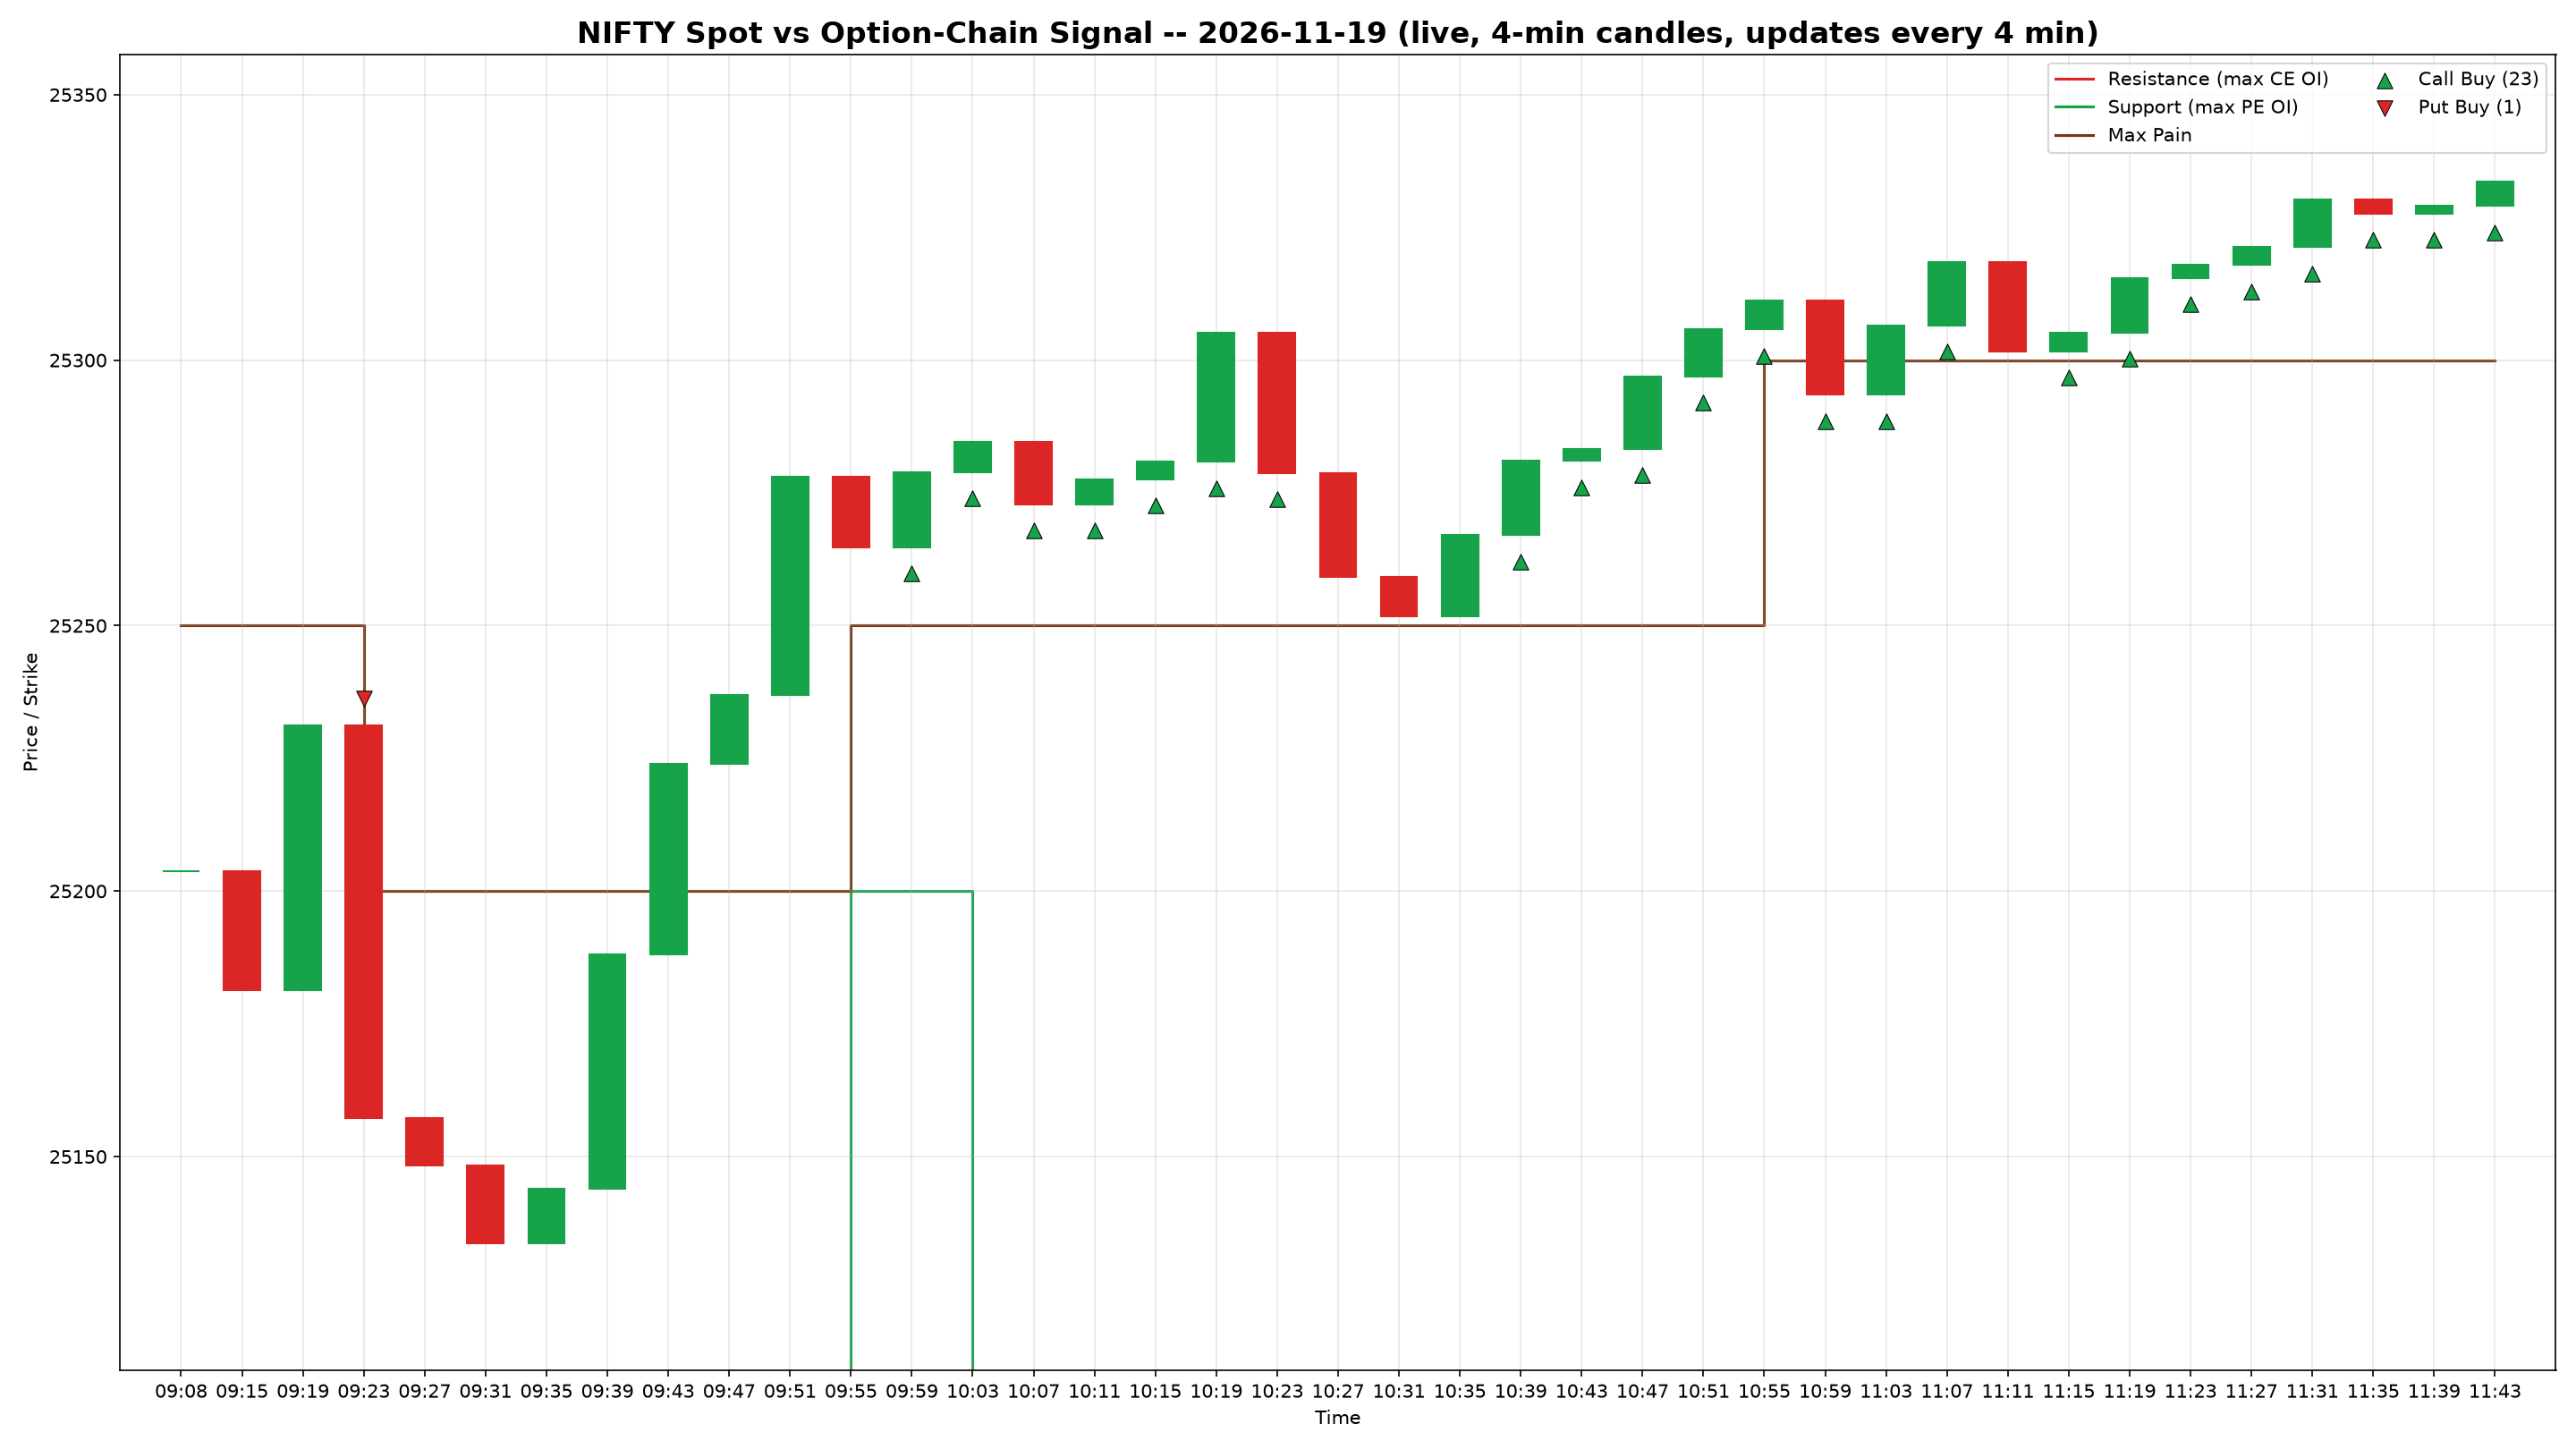 NIFTY Spot vs Option-Chain Signal -- 2026-11-19 (live, 4-min candles, updates every 4 min)
Resistance (max CE OI)
Support (max PE OI)
Max Pain
Call Buy (23)
Put Buy (1)
Price / Strike
25350
25300
25250
25200
25150
09:08 09:15 09:19 09:23 09:27 09:31 09:35 09:39 09:43 09:47 09:51 09:55 09:59 10:03 10:07 10:11 10:15 10:19 10:23 10:27 10:31 10:35 10:39 10:43 10:47 10:51 10:55 10:59 11:03 11:07 11:11 11:15 11:19 11:23 11:27 11:31 11:35 11:39 11:43
Time